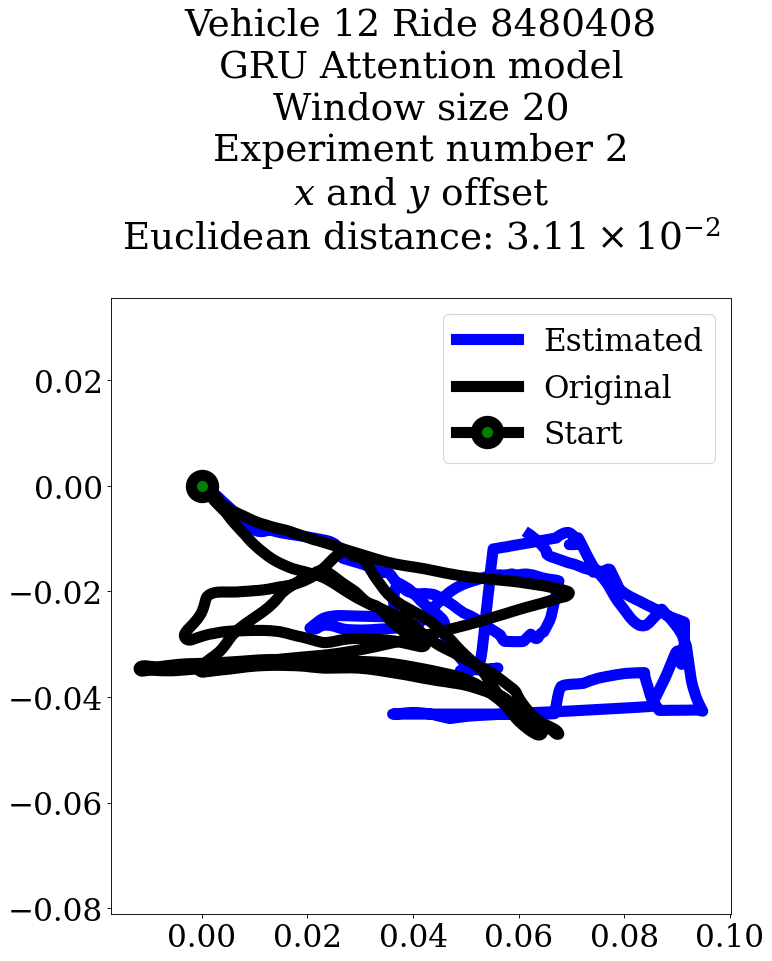 Vehicle 12 Ride 8480408
GRU Attention model
Window size 20
Experiment number 2
x and y offset
Euclidean distance: 3.11 × 10⁻²
Estimated
Original
Start
0.02
0.00
−0.02
−0.04
−0.06
−0.08
0.00 0.02 0.04 0.06 0.08 0.10